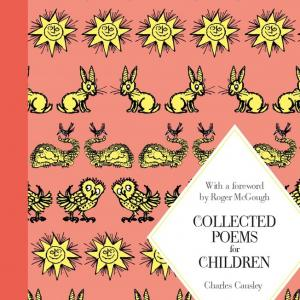 With a foreword
by Roger McGough
COLLECTED
POEMS
for
CHILDREN
Charles Causley